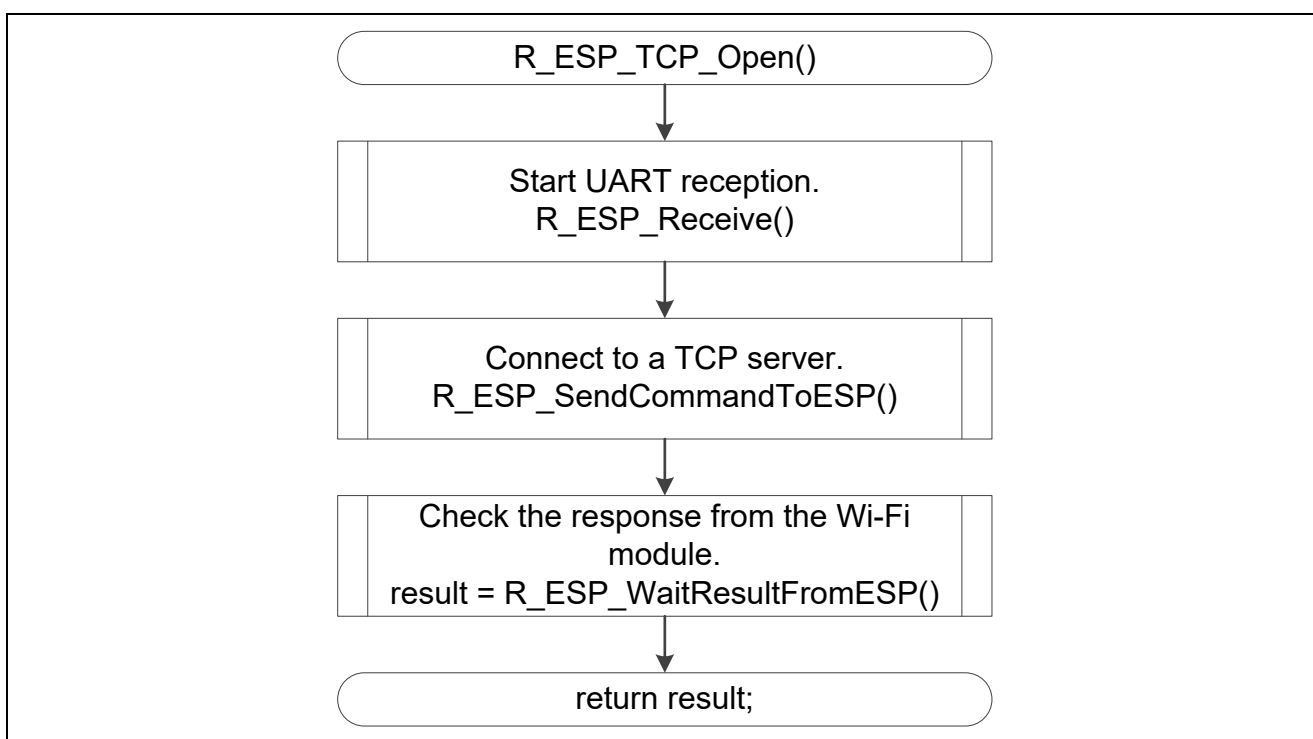 R_ESP_TCP_Open()
Start UART reception.
R_ESP_Receive()
Connect to a TCP server.
R_ESP_SendCommandToESP()
Check the response from the Wi-Fi
module.
result = R_ESP_WaitResultFromESP()
return result;